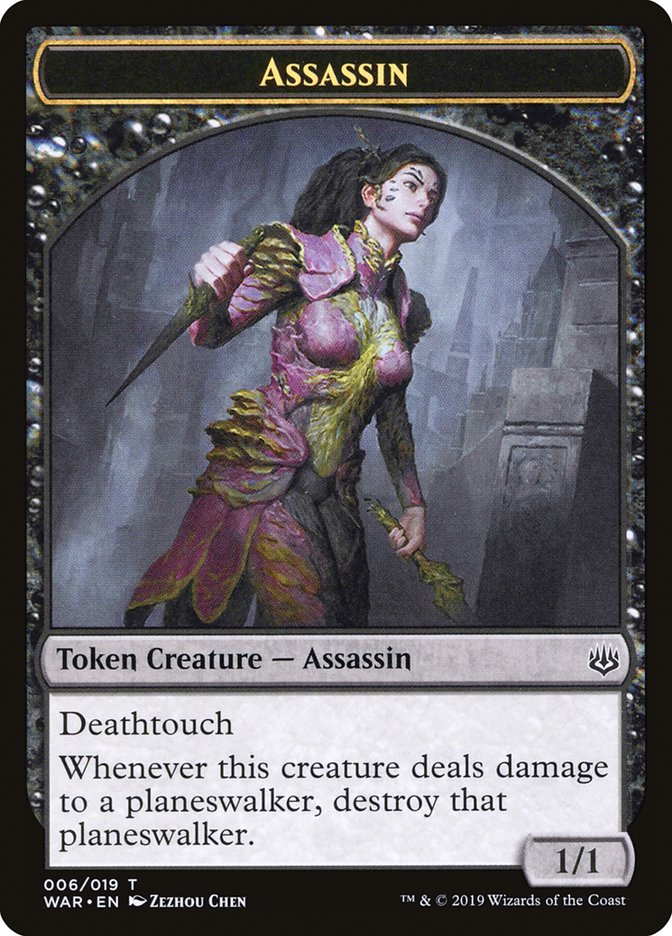 Assassin
Token Creature — Assassin
Deathtouch
Whenever this creature deals damage
to a planeswalker, destroy that
planeswalker.
1/1
006/019 T
WAR • EN Zezhou Chen
™ & © 2019 Wizards of the Coast